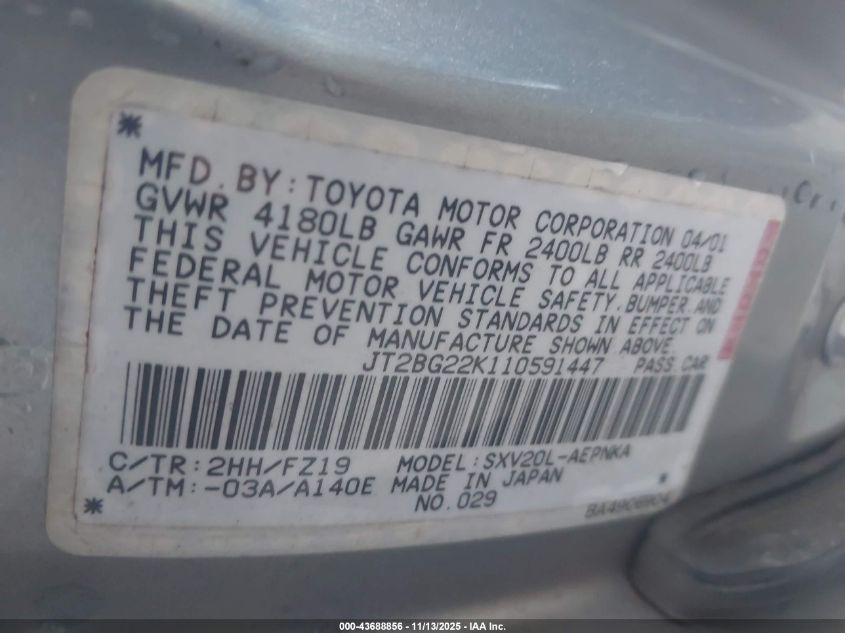 MFD. BY: TOYOTA MOTOR CORPORATION 04/01
GVWR 4180LB GAWR FR 2400LB RR 2400LB
THIS VEHICLE CONFORMS TO ALL APPLICABLE
FEDERAL MOTOR VEHICLE SAFETY, BUMPER, AND
THEFT PREVENTION STANDARDS IN EFFECT ON
THE DATE OF MANUFACTURE SHOWN ABOVE.
JT2BG22K110591447 PASS. CAR
C/TR: 2HH/FZ19 MODEL: SXV20L-AEPNKA
A/TM: -03A/A140E MADE IN JAPAN
NO. 029
000-43688856 - 11/13/2025 - IAA Inc.